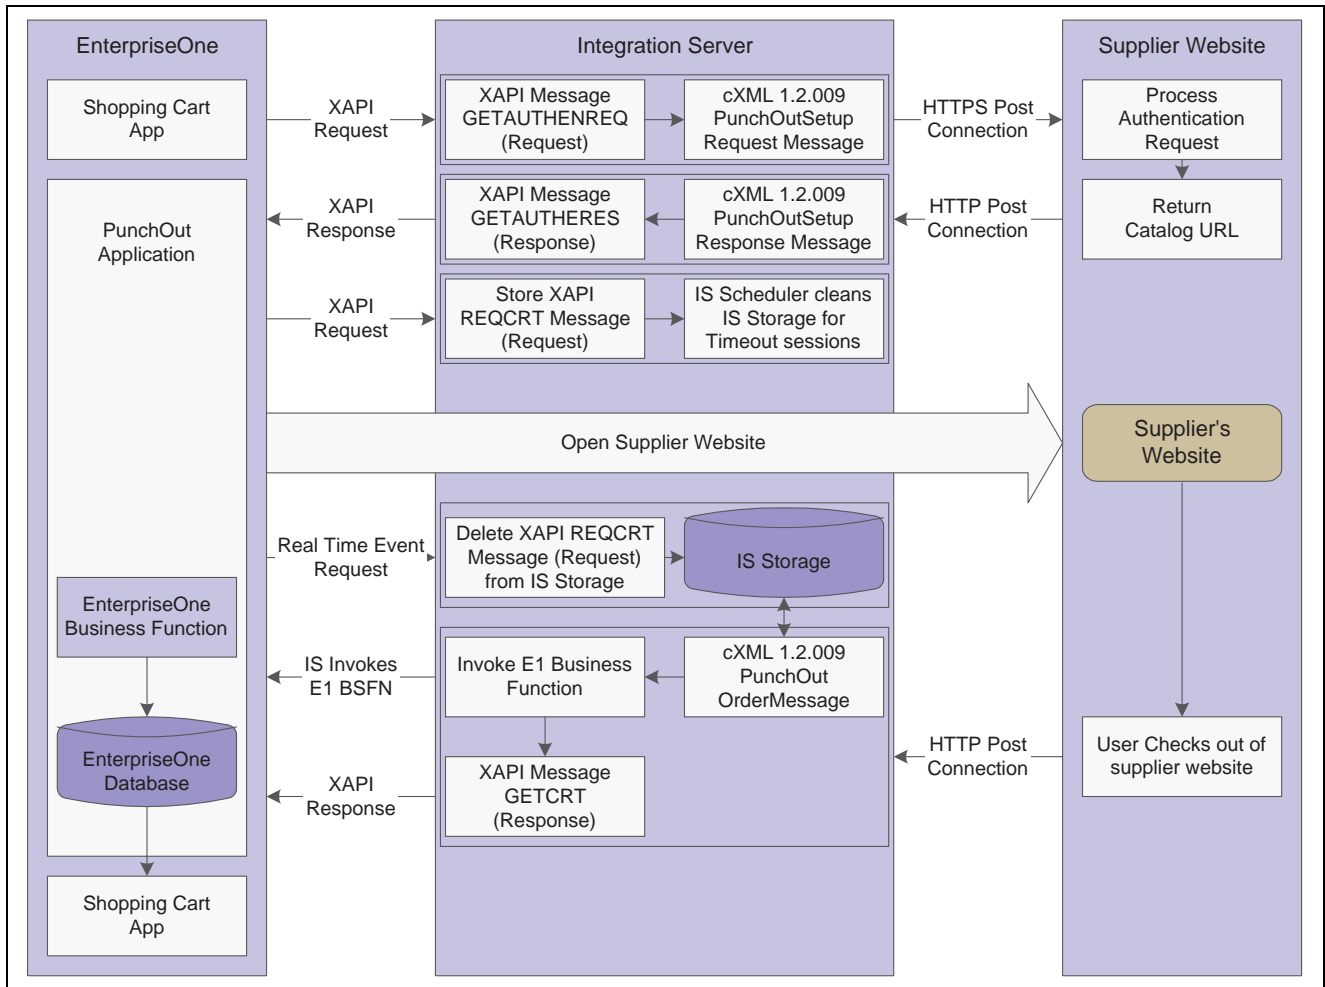 EnterpriseOne
Integration Server
Supplier Website
Shopping Cart
App
XAPI
Request
XAPI Message
GETAUTHENREQ
(Request)
cXML 1.2.009
PunchOutSetup
Request Message
HTTPS Post
Connection
Process
Authentication
Request
PunchOut
Application
XAPI
Response
XAPI Message
GETAUTHERES
(Response)
cXML 1.2.009
PunchOutSetup
Response Message
HTTP Post
Connection
Return
Catalog URL
XAPI
Request
Store XAPI
REQCRT Message
(Request)
IS Scheduler cleans
IS Storage for
Timeout sessions
Open Supplier Website
Supplier's
Website
Real Time Event
Request
Delete XAPI REQCRT
Message (Request)
from IS Storage
IS Storage
EnterpriseOne
Business Function
IS Invokes
E1 BSFN
Invoke E1 Business
Function
cXML 1.2.009
PunchOut
OrderMessage
EnterpriseOne
Database
XAPI
Response
XAPI Message
GETCRT
(Response)
HTTP Post
Connection
User Checks out of
supplier website
Shopping Cart
App